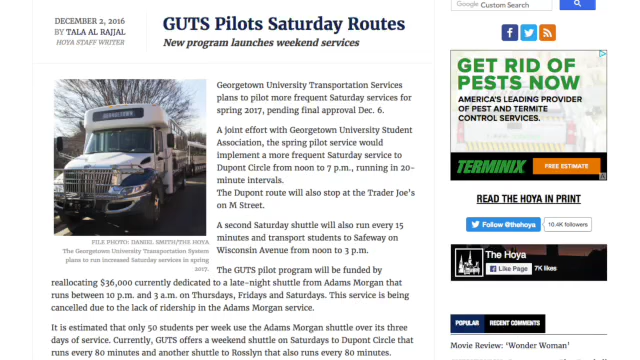 DECEMBER 2, 2016
BY TALA AL RAJJAL
HOYA STAFF WRITER
GUTS Pilots Saturday Routes
New program launches weekend services
Georgetown University Transportation Services
plans to pilot more frequent Saturday services for
spring 2017, pending final approval Dec. 6.
A joint effort with Georgetown University Student
Association, the spring pilot service would
implement a more frequent Saturday service to
Dupont Circle from noon to 7 p.m., running in 20-
minute intervals.
The Dupont route will also stop at the Trader Joe's
on M Street.
A second Saturday shuttle will also run every 15
minutes and transport students to Safeway on
Wisconsin Avenue from noon to 3 p.m.
FILE PHOTO: DANIEL SMITH/THE HOYA
The Georgetown University Transportation System
plans to run increased Saturday services in spring
2017.
The GUTS pilot program will be funded by
reallocating $36,000 currently dedicated to a late-night shuttle from Adams Morgan that
runs between 10 p.m. and 3 a.m. on Thursdays, Fridays and Saturdays. This service is being
cancelled due to the lack of ridership in the Adams Morgan service.
It is estimated that only 50 students per week use the Adams Morgan shuttle over its three
days of service. Currently, GUTS offers a weekend shuttle on Saturdays to Dupont Circle that
runs every 80 minutes and another shuttle to Rosslyn that also runs every 80 minutes.
Google Custom Search
GET RID OF
PESTS NOW
AMERICA'S LEADING PROVIDER
OF PEST AND TERMITE
CONTROL SERVICES.
TERMINIX
FREE ESTIMATE
READ THE HOYA IN PRINT
Follow @thehoya
10.4K followers
The Hoya
Like Page
7K likes
POPULAR
RECENT COMMENTS
Movie Review: 'Wonder Woman'